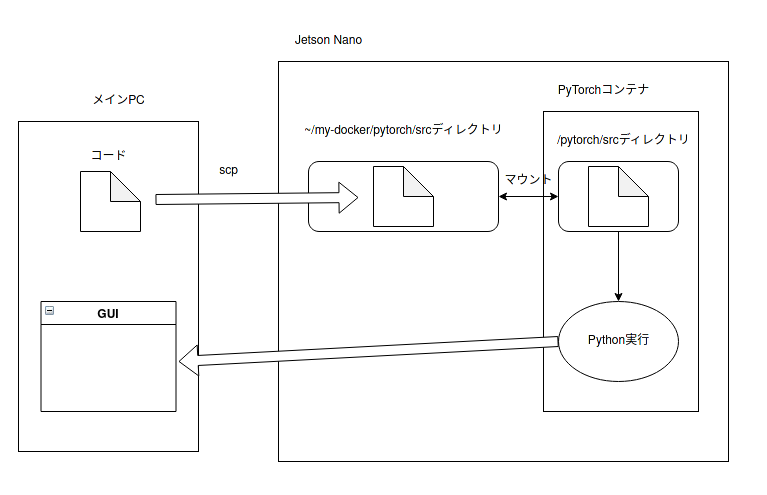 Jetson Nano
メインPC
PyTorchコンテナ
~/my-docker/pytorch/srcディレクトリ
/pytorch/srcディレクトリ
コード
scp
マウント
GUI
Python実行